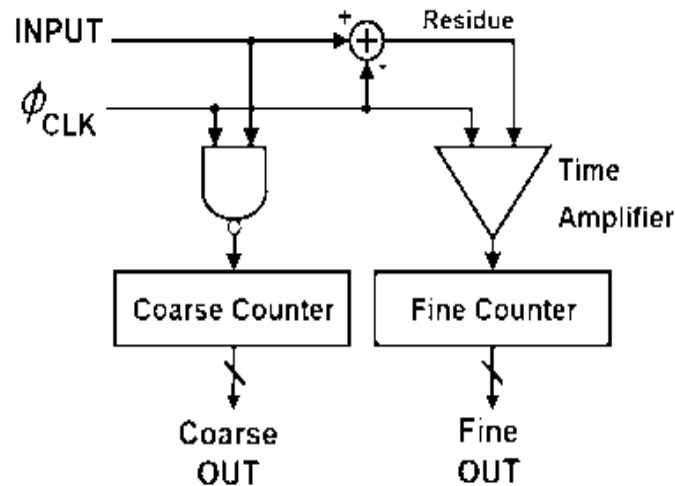 INPUT
+
Residue
-
ϕCLK
Time
Amplifier
Coarse Counter
Fine Counter
Coarse
OUT
Fine
OUT